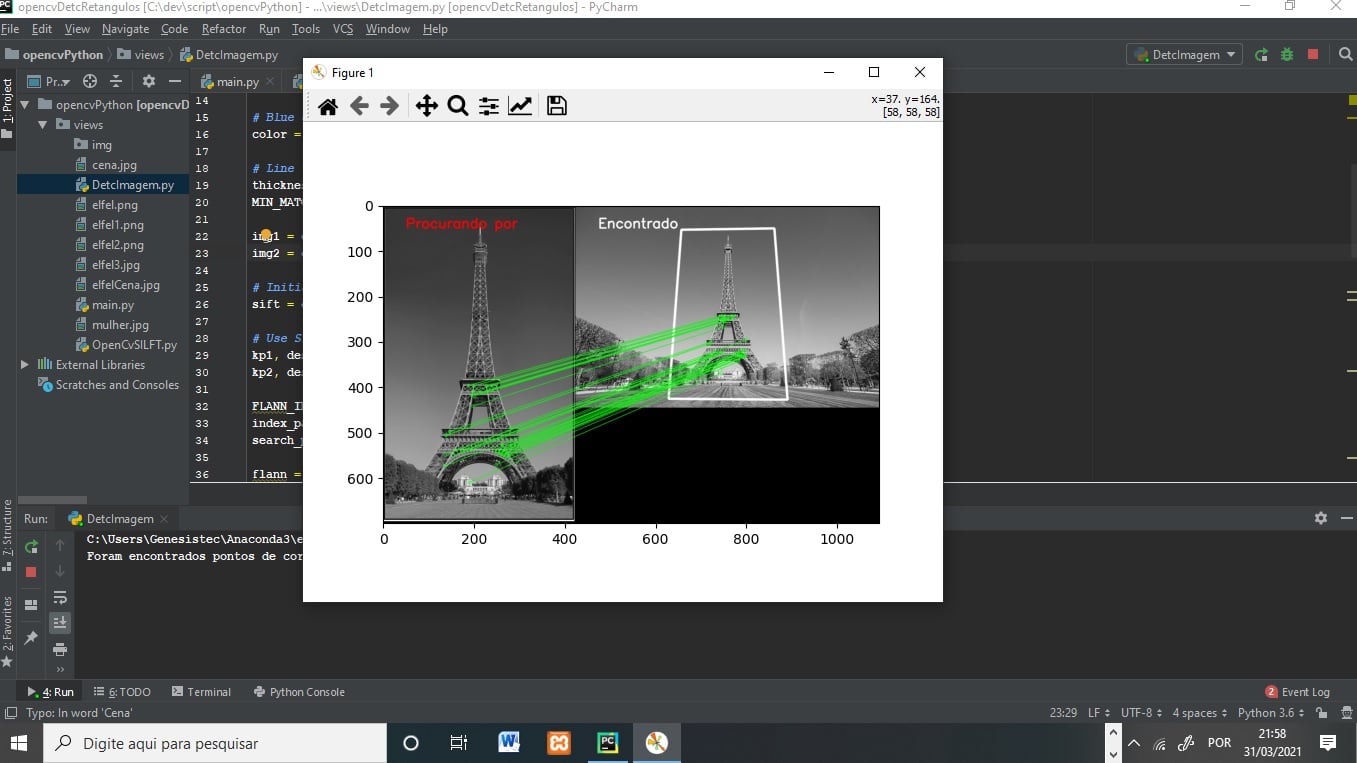 opencvDetcRetangulos [C:\dev\script\opencvPython] - ...\views\DetcImagem.py [opencvDetcRetangulos] - PyCharm
File Edit View Navigate Code Refactor Run Tools VCS Window Help
opencvPython views DetcImagem.py
DetcImagem
1: Project
Pr..
main.py
opencvPython [opencvD
views
img
cena.jpg
DetcImagem.py
elfel.png
elfel1.png
elfel2.png
elfel3.jpg
elfelCena.jpg
main.py
mulher.jpg
OpenCvSILFT.py
External Libraries
Scratches and Consoles
14
15 # Blue
16 color =
17
18 # Line
19 thickne
20 MIN_MAT
21
22 img1 =
23 img2 =
24
25 # Initi
26 sift =
27
28 # Use S
29 kp1, des
30 kp2, des
31
32 FLANN_I
33 index_pa
34 search_
35
36 flann =
Figure 1
x=37. y=164.
[58, 58, 58]
Procurando por
Encontrado
0
100
200
300
400
500
600
0 200 400 600 800 1000
7: Structure
2: Favorites
Run: DetcImagem
C:\Users\Genesistec\Anaconda3\e
Foram encontrados pontos de cor
4: Run 6: TODO Terminal Python Console
2 Event Log
Typo: In word 'Cena'
23:29 LF UTF-8 4 spaces Python 3.6
Digite aqui para pesquisar
POR
21:58
31/03/2021